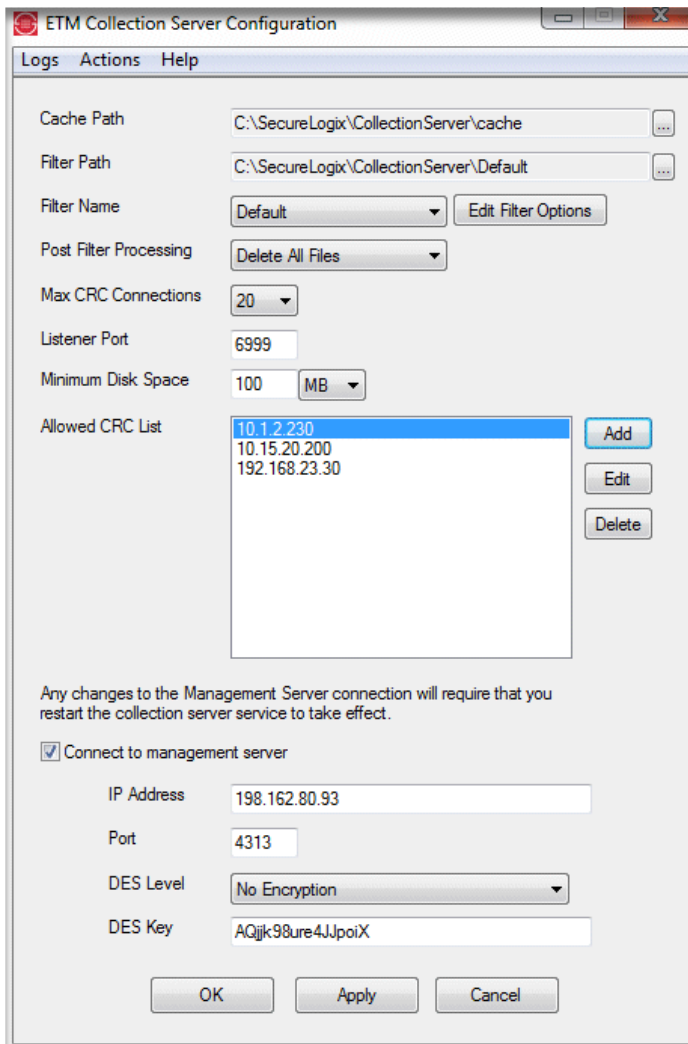 ETM Collection Server Configuration
Logs Actions Help
Cache Path C:\SecureLogix\CollectionServer\cache ...
Filter Path C:\SecureLogix\CollectionServer\Default ...
Filter Name Default Edit Filter Options
Post Filter Processing Delete All Files
Max CRC Connections 20
Listener Port 6999
Minimum Disk Space 100 MB
Allowed CRC List 10.1.2.230 Add
10.15.20.200
192.168.23.30 Edit
Delete
Any changes to the Management Server connection will require that you
restart the collection server service to take effect.
Connect to management server
IP Address 198.162.80.93
Port 4313
DES Level No Encryption
DES Key AQjjk98ure4JJpoiX
OK Apply Cancel